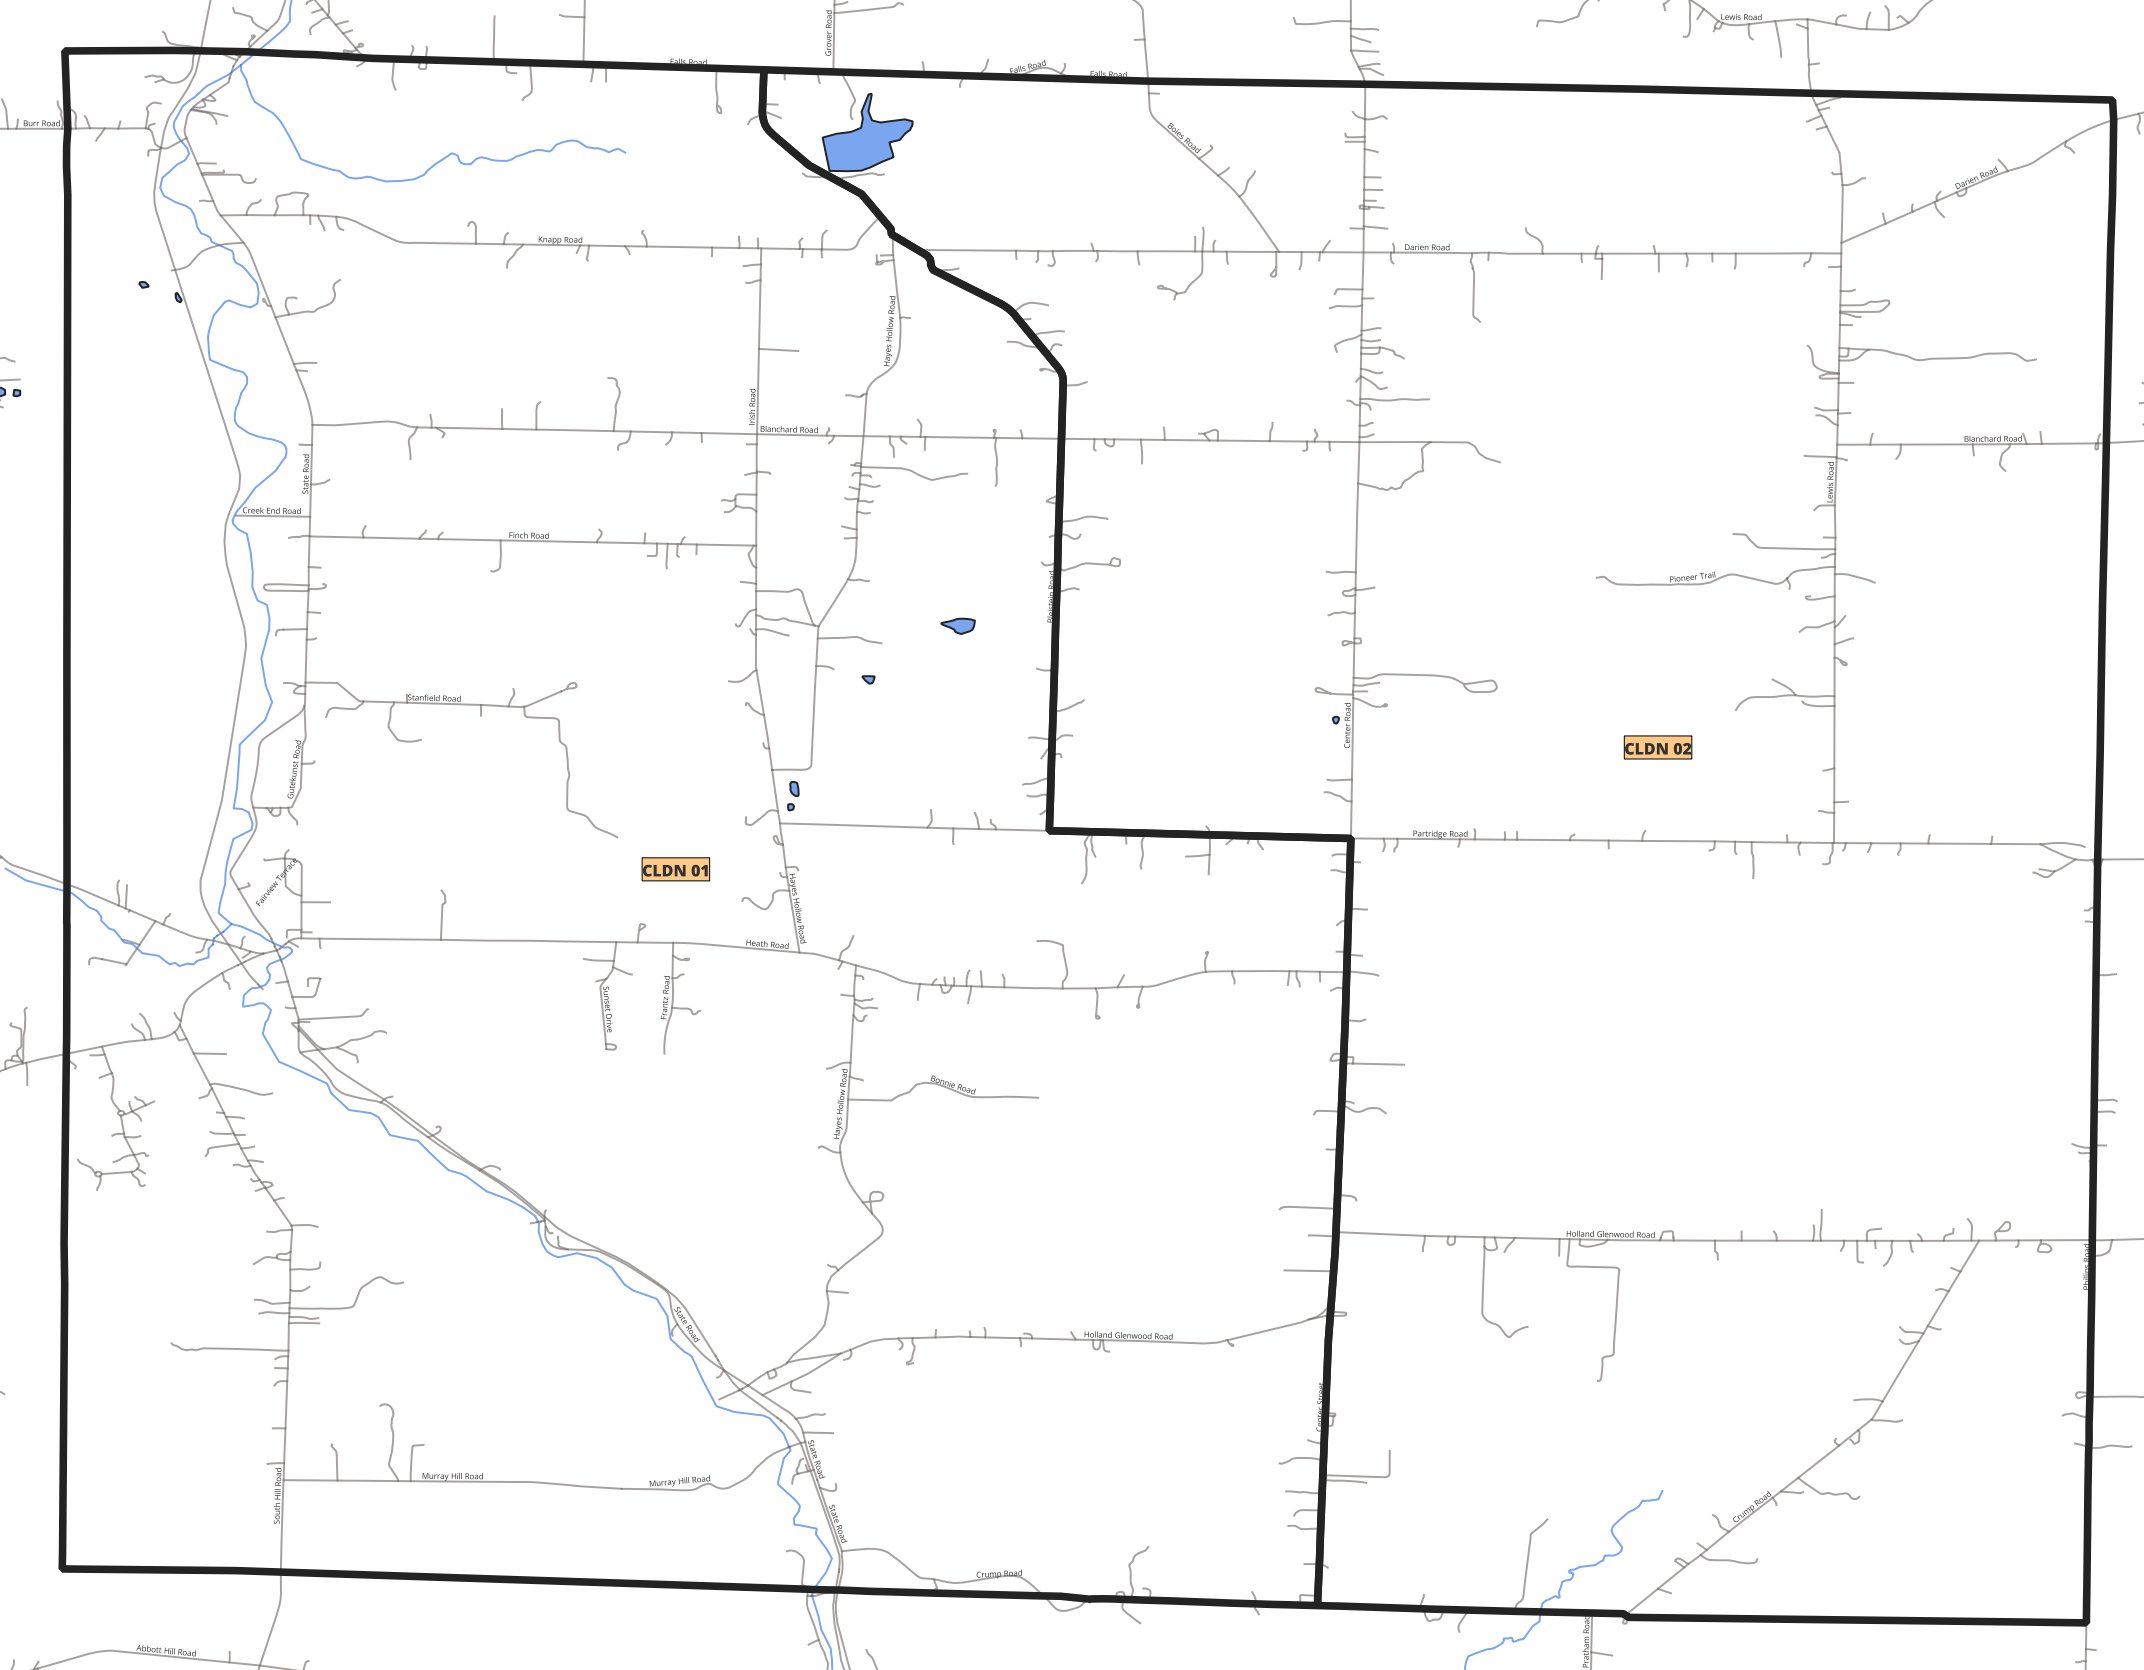 Lewis Road
Grover Road
Falls Road
Falls Road
Falls Road
Burr Road
Boies Road
Darien Road
Knapp Road
Darien Road
Hayes Hollow Road
Irish Road
Blanchard Road
Blanchard Road
State Road
Lewis Road
Creek End Road
Finch Road
Pioneer Trail
Stanfield Road
Center Road
CLDN 02
Gutekunst Road
Partridge Road
CLDN 01
Fairview Terrace
Hayes Hollow Road
Heath Road
Sunset Drive
Frantz Road
Bonnie Road
Hayes Hollow Road
Holland Glenwood Road
Phillips Road
State Road
Holland Glenwood Road
Center Street
State Road
Murray Hill Road
Murray Hill Road
South Hill Road
State Road
Crump Road
Crump Road
Pratham Road
Abbott Hill Road